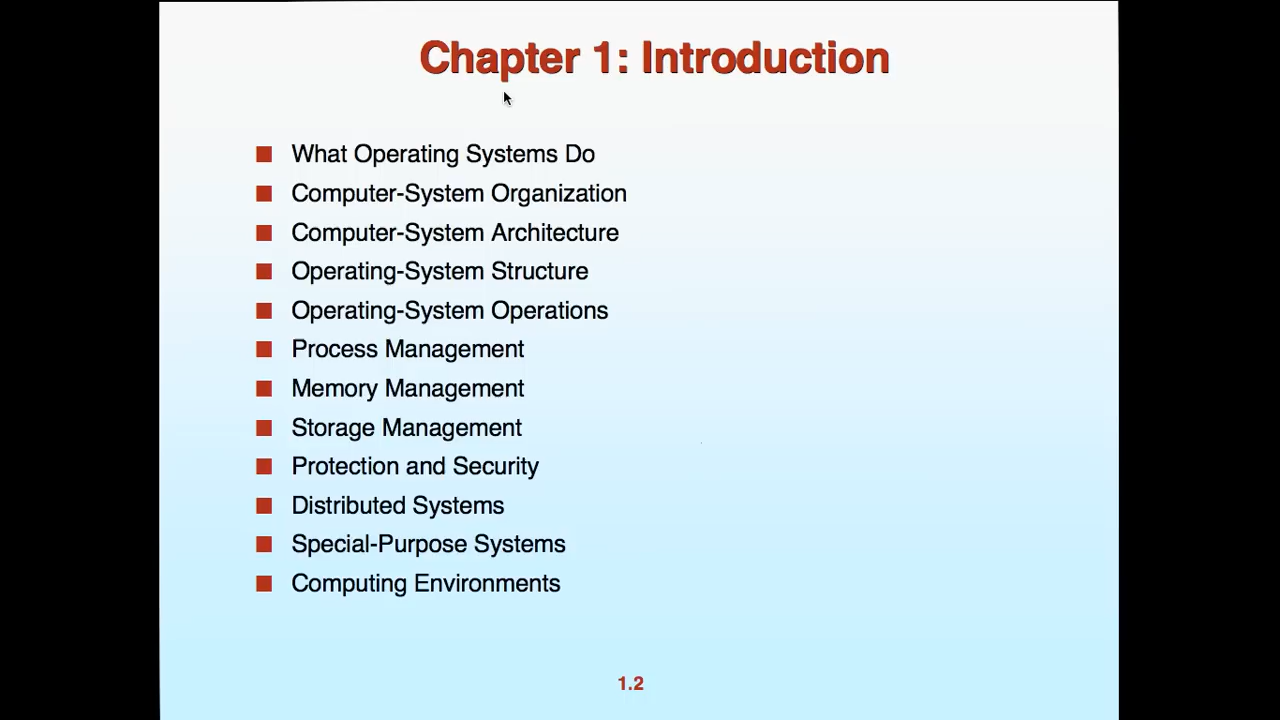 Chapter 1: Introduction
What Operating Systems Do
Computer-System Organization
Computer-System Architecture
Operating-System Structure
Operating-System Operations
Process Management
Memory Management
Storage Management
Protection and Security
Distributed Systems
Special-Purpose Systems
Computing Environments
1.2